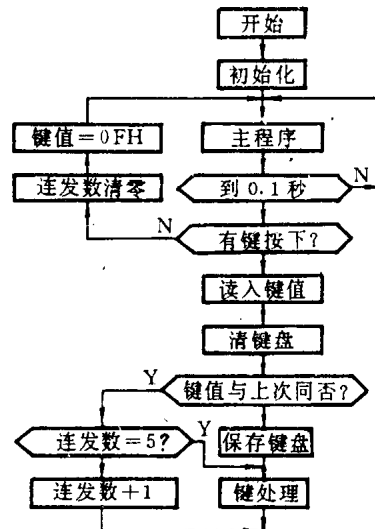 开始
初始化
键值=0FH
主程序
连发数清零
到0.1秒
N
N
有键按下?
读入键值
清键盘
Y
键值与上次同否?
连发数=5?
Y
保存键盘
连发数+1
键处理